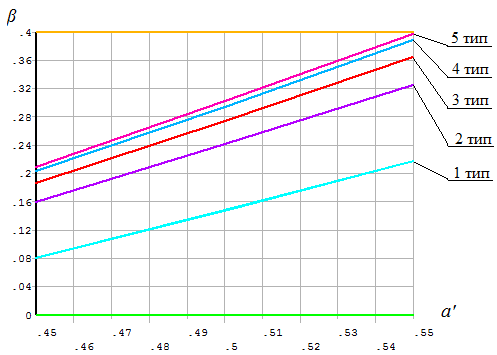 β
.4
.36
.32
.28
.24
.2
.16
.12
.08
.04
0
5 тип
4 тип
3 тип
2 тип
1 тип
a'
.45 .47 .49 .51 .53 .55
.46 .48 .5 .52 .54